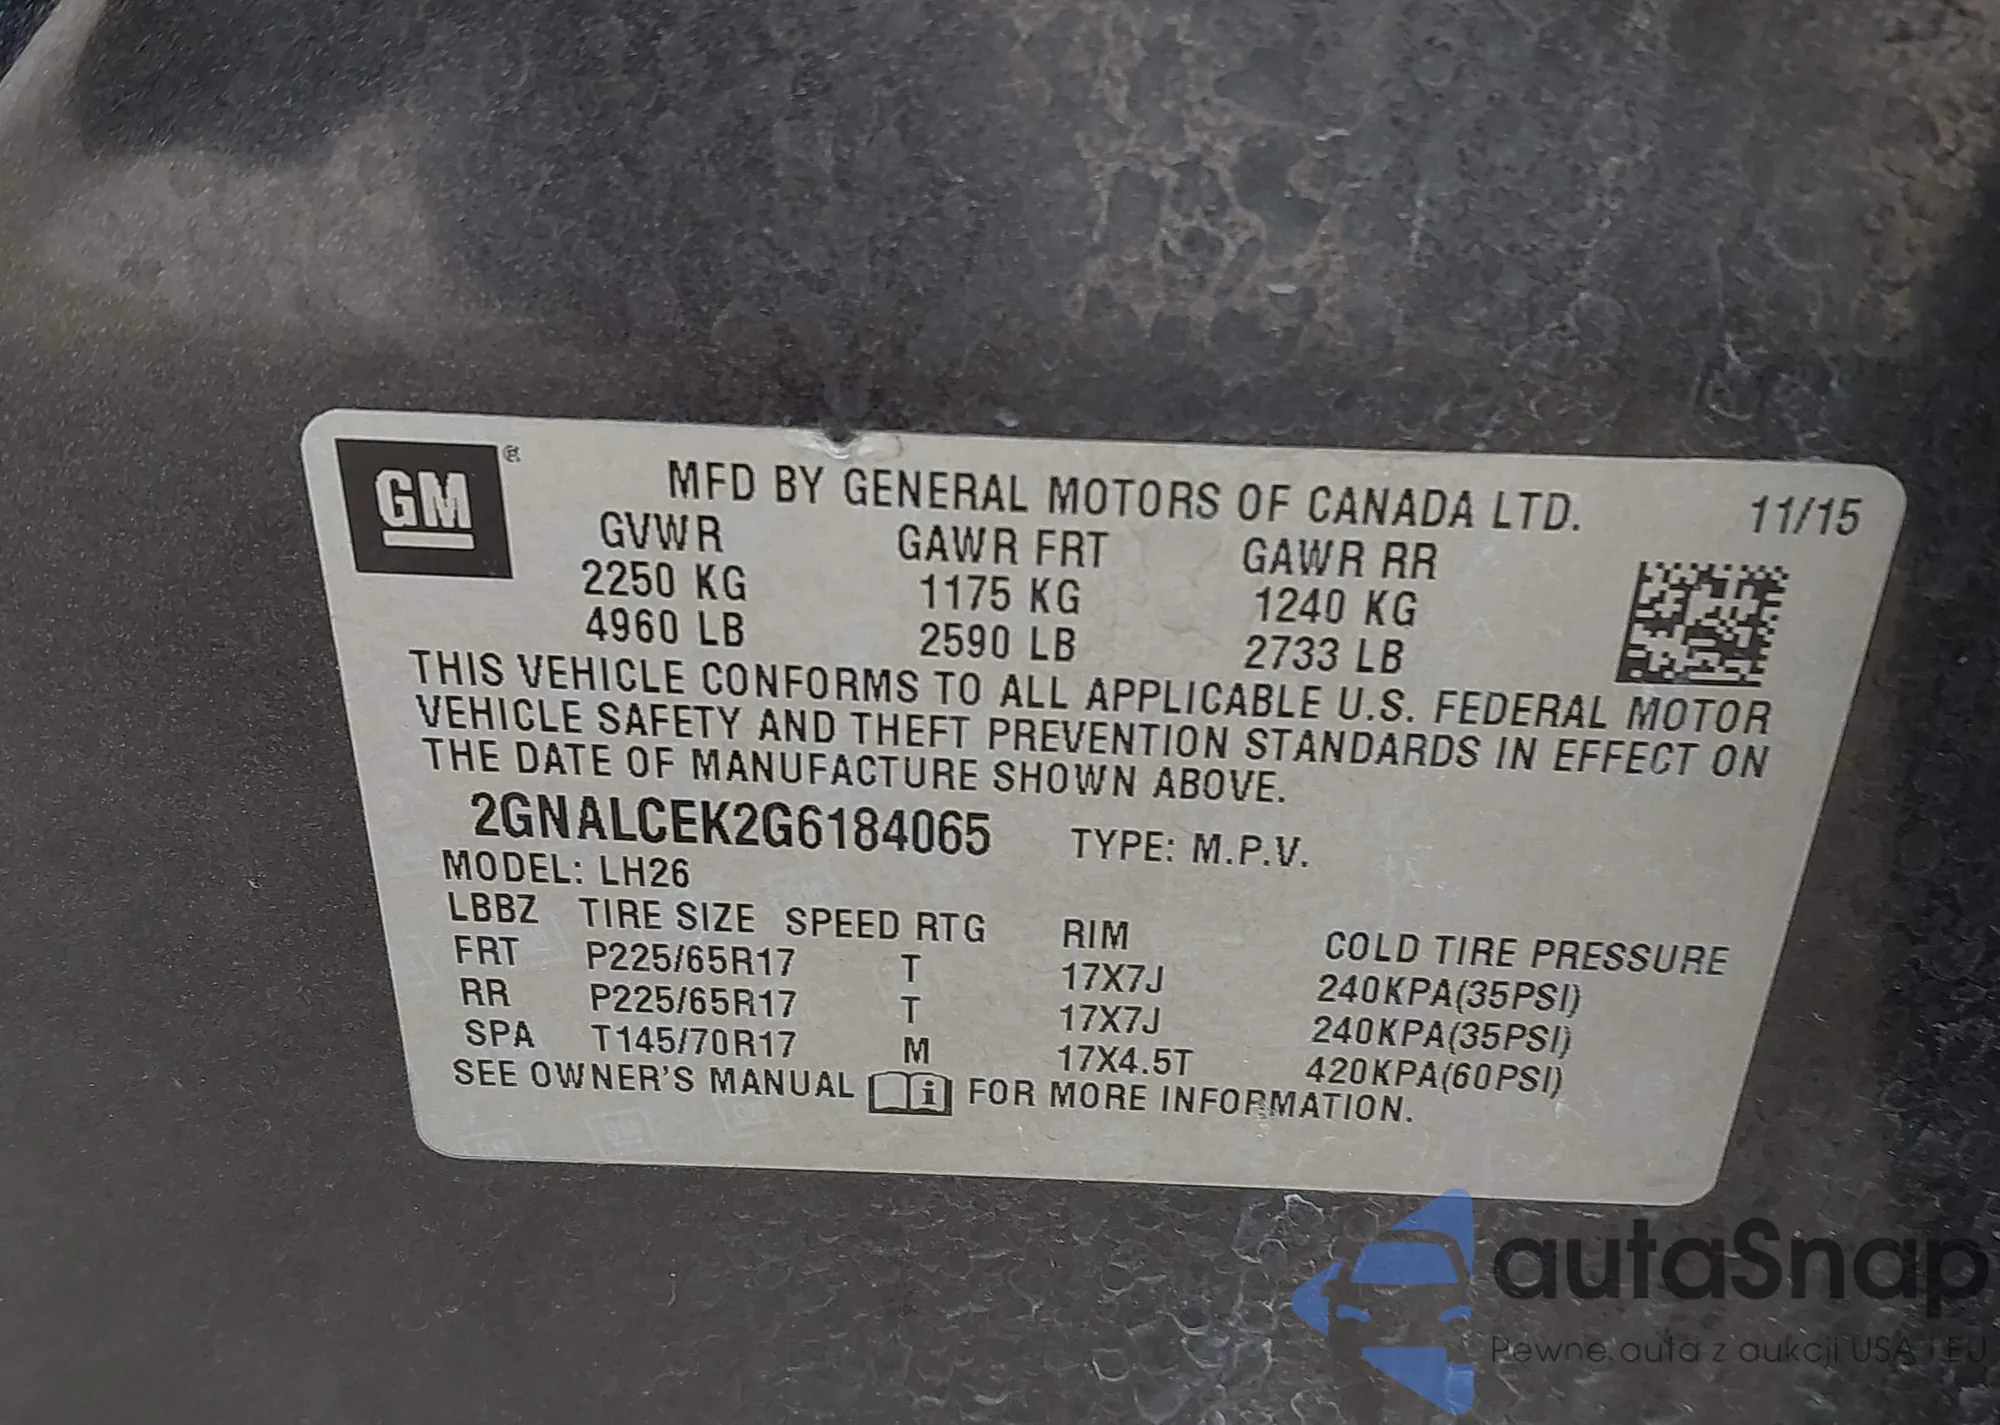 GM ®
MFD BY GENERAL MOTORS OF CANADA LTD. 11/15
GVWR GAWR FRT GAWR RR
2250 KG 1175 KG 1240 KG
4960 LB 2590 LB 2733 LB
THIS VEHICLE CONFORMS TO ALL APPLICABLE U.S. FEDERAL MOTOR
VEHICLE SAFETY AND THEFT PREVENTION STANDARDS IN EFFECT ON
THE DATE OF MANUFACTURE SHOWN ABOVE.
2GNALCEK2G6184065 TYPE: M.P.V.
MODEL: LH26
LBBZ TIRE SIZE SPEED RTG RIM COLD TIRE PRESSURE
FRT P225/65R17 T 17X7J 240KPA(35PSI)
RR P225/65R17 T 17X7J 240KPA(35PSI)
SPA T145/70R17 M 17X4.5T 420KPA(60PSI)
SEE OWNER'S MANUAL i FOR MORE INFORMATION.
autaSnap
Pewne auta z aukcji USA i EU